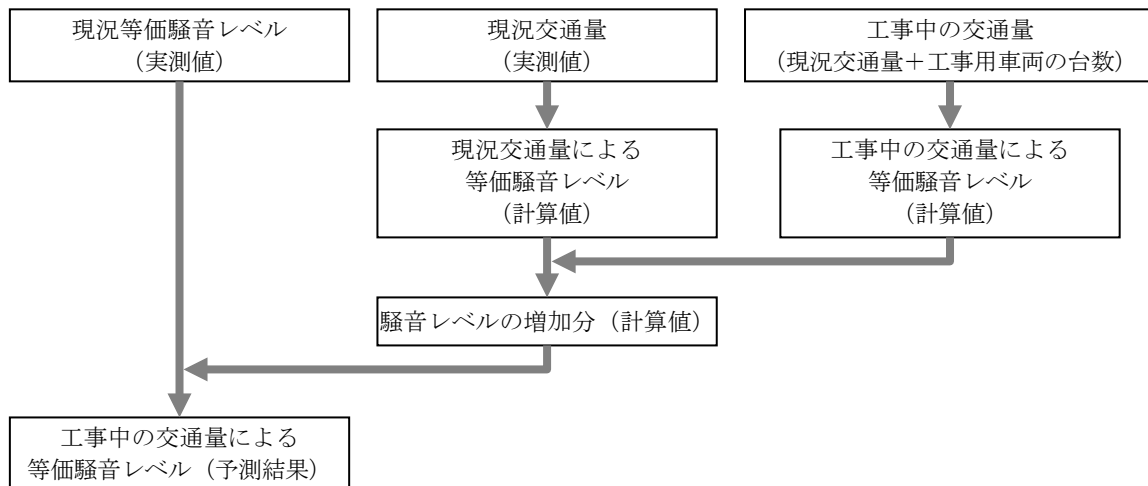 現況等価騒音レベル
（実測値）
現況交通量
（実測値）
工事中の交通量
（現況交通量＋工事用車両の台数）
現況交通量による
等価騒音レベル
（計算値）
工事中の交通量による
等価騒音レベル
（計算値）
騒音レベルの増加分（計算値）
工事中の交通量による
等価騒音レベル（予測結果）